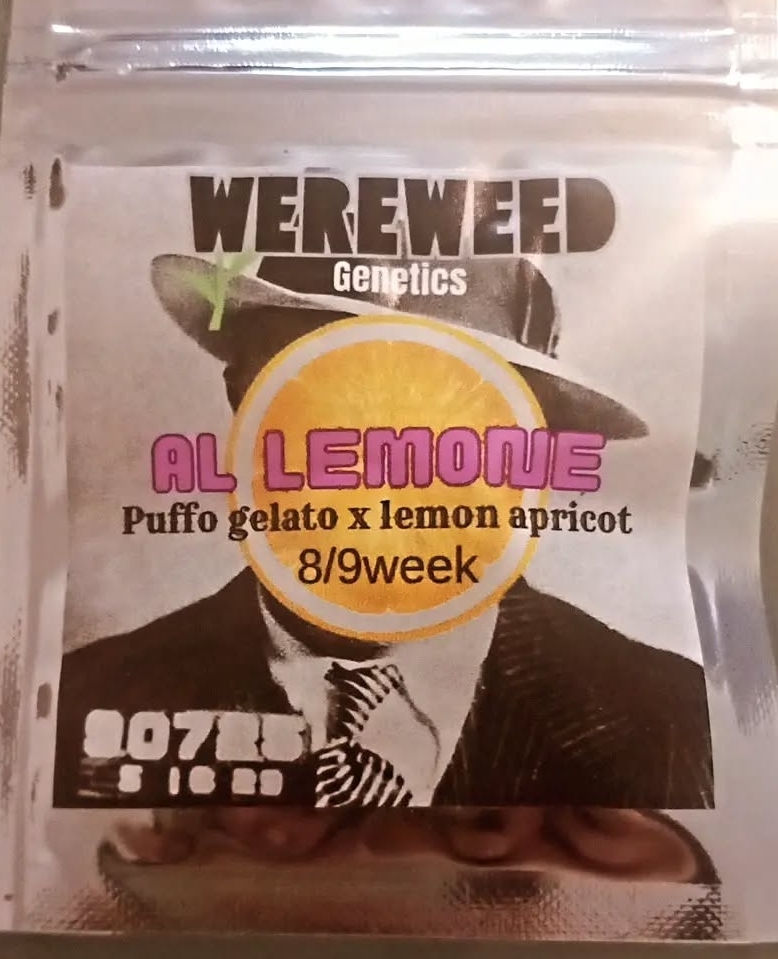 WEREWEED
Genetics
AL LEMONE
Puffo gelato x lemon apricot
8/9week